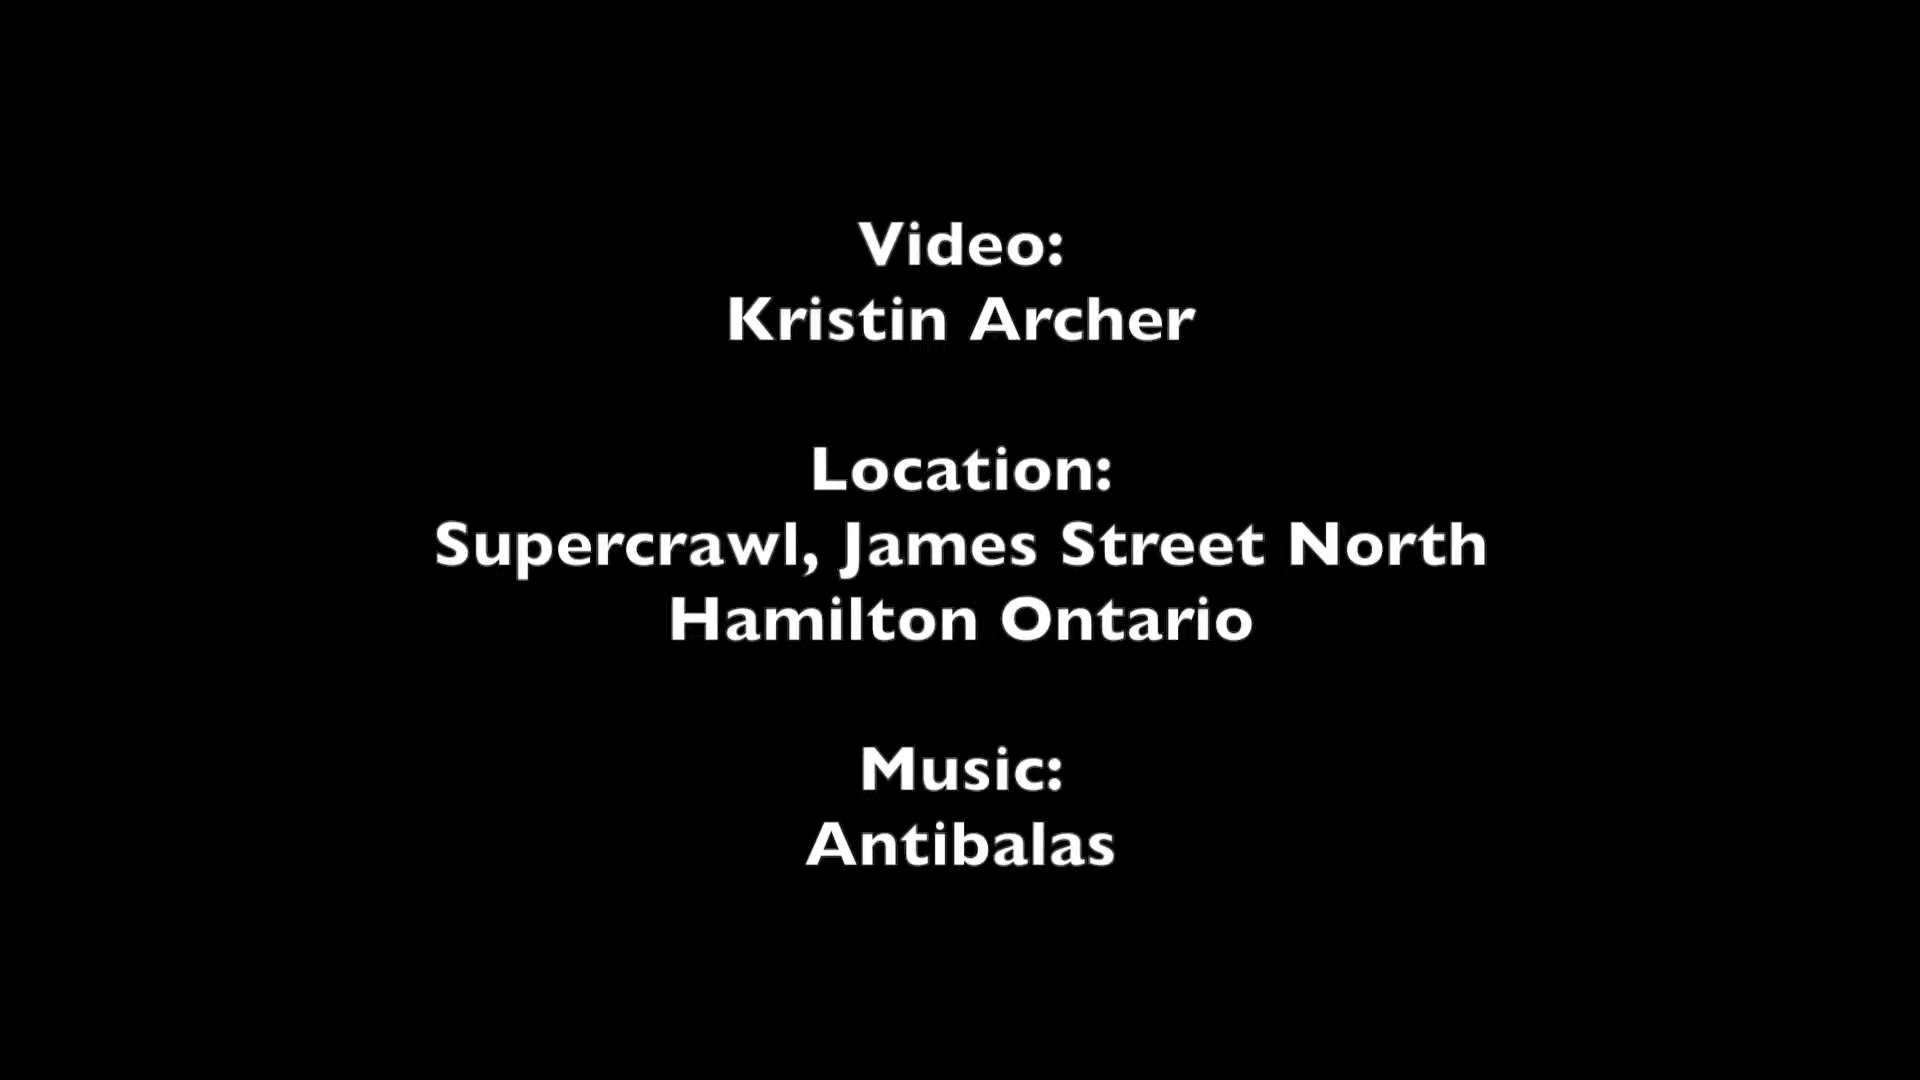 Video:
Kristin Archer
Location:
Supercrawl, James Street North
Hamilton Ontario
Music:
Antibalas